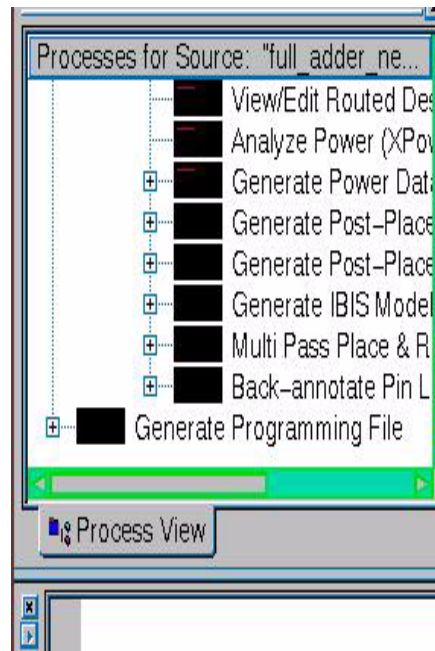 Processes for Source: "full_adder_ne...
View/Edit Routed Des
Analyze Power (XPow
Generate Power Data
Generate Post-Place
Generate Post-Place
Generate IBIS Model
Multi Pass Place & R
Back-annotate Pin L
Generate Programming File
Process View